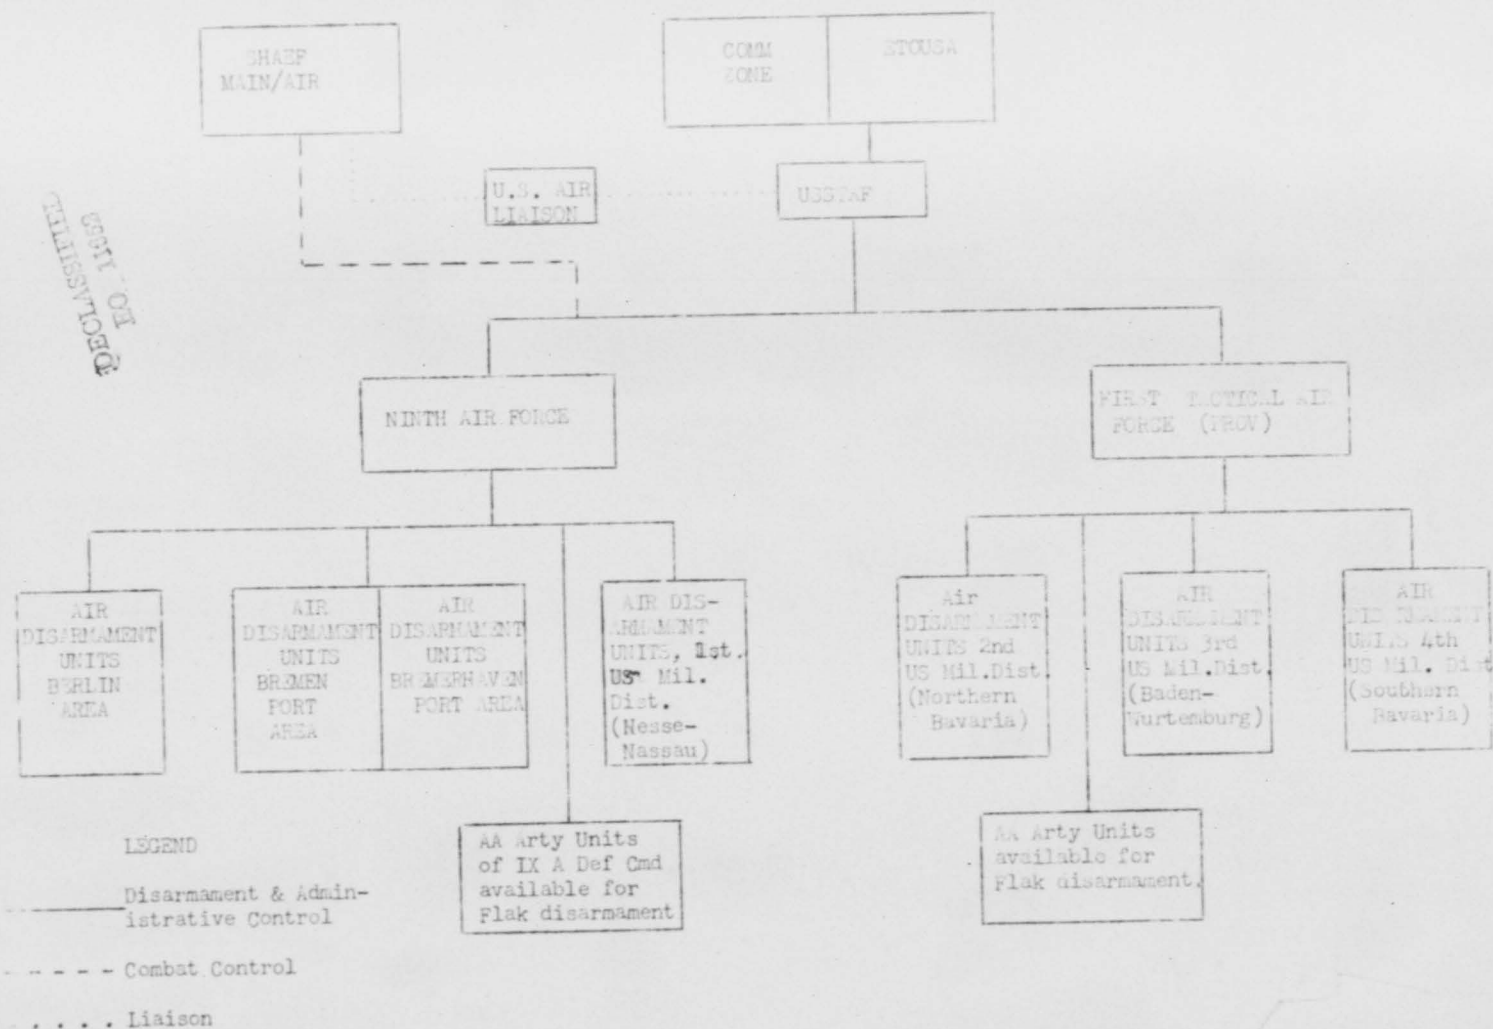 SHAEF
MAIN/AIR
COMM
ZONE
ETOUSA
U.S. AIR
LIAISON
USSTAF
DECLASSIFIED
EO. 11652
NINTH AIR FORCE
FIRST TACTICAL AIR
FORCE (PROV)
AIR
DISARMAMENT
UNITS
BERLIN
AREA
AIR
DISARMAMENT
UNITS
BREMEN
PORT
AREA
AIR
DISARMAMENT
UNITS
BREMERHAVEN
PORT AREA
AIR DIS-
ARMAMENT
UNITS, 1st.
US Mil.
Dist.
(Hesse-
Nassau)
Air
DISARMAMENT
UNITS 2nd
US Mil.Dist.
(Northern
Bavaria)
AIR
DISARMAMENT
UNITS 3rd
US Mil.Dist.
(Baden-
Wurtemburg)
AIR
DISARMAMENT
UNITS 4th
US Mil. Dist
(Southern
Bavaria)
AA Arty Units
of IX A Def Cmd
available for
Flak disarmament
AA Arty Units
available for
Flak disarmament.
LEGEND
Disarmament & Admin-
istrative Control
Combat Control
Liaison